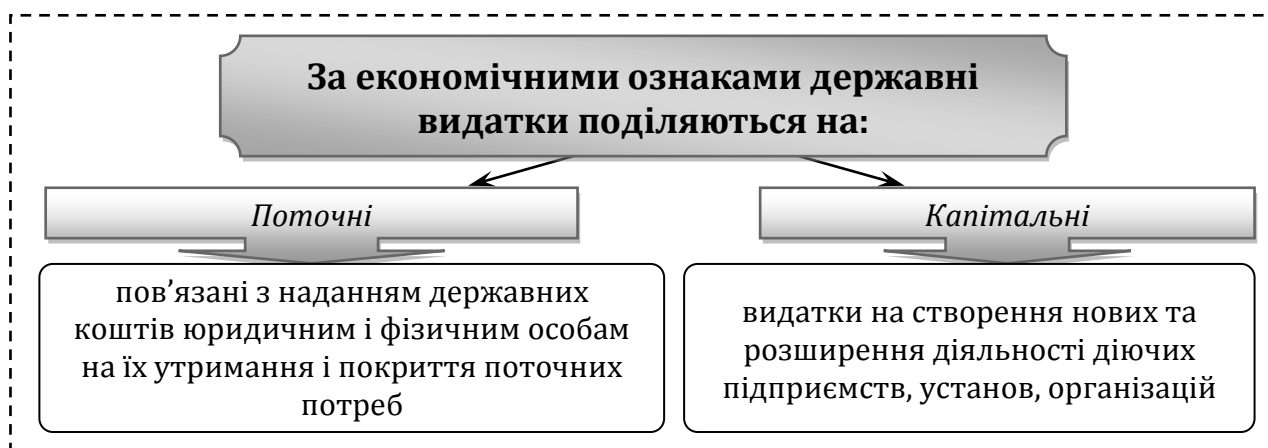 За економічними ознаками державні
видатки поділяються на:
Поточні
Капітальні
пов’язані з наданням державних
коштів юридичним і фізичним особам
на їх утримання і покриття поточних
потреб
видатки на створення нових та
розширення діяльності діючих
підприємств, установ, організацій